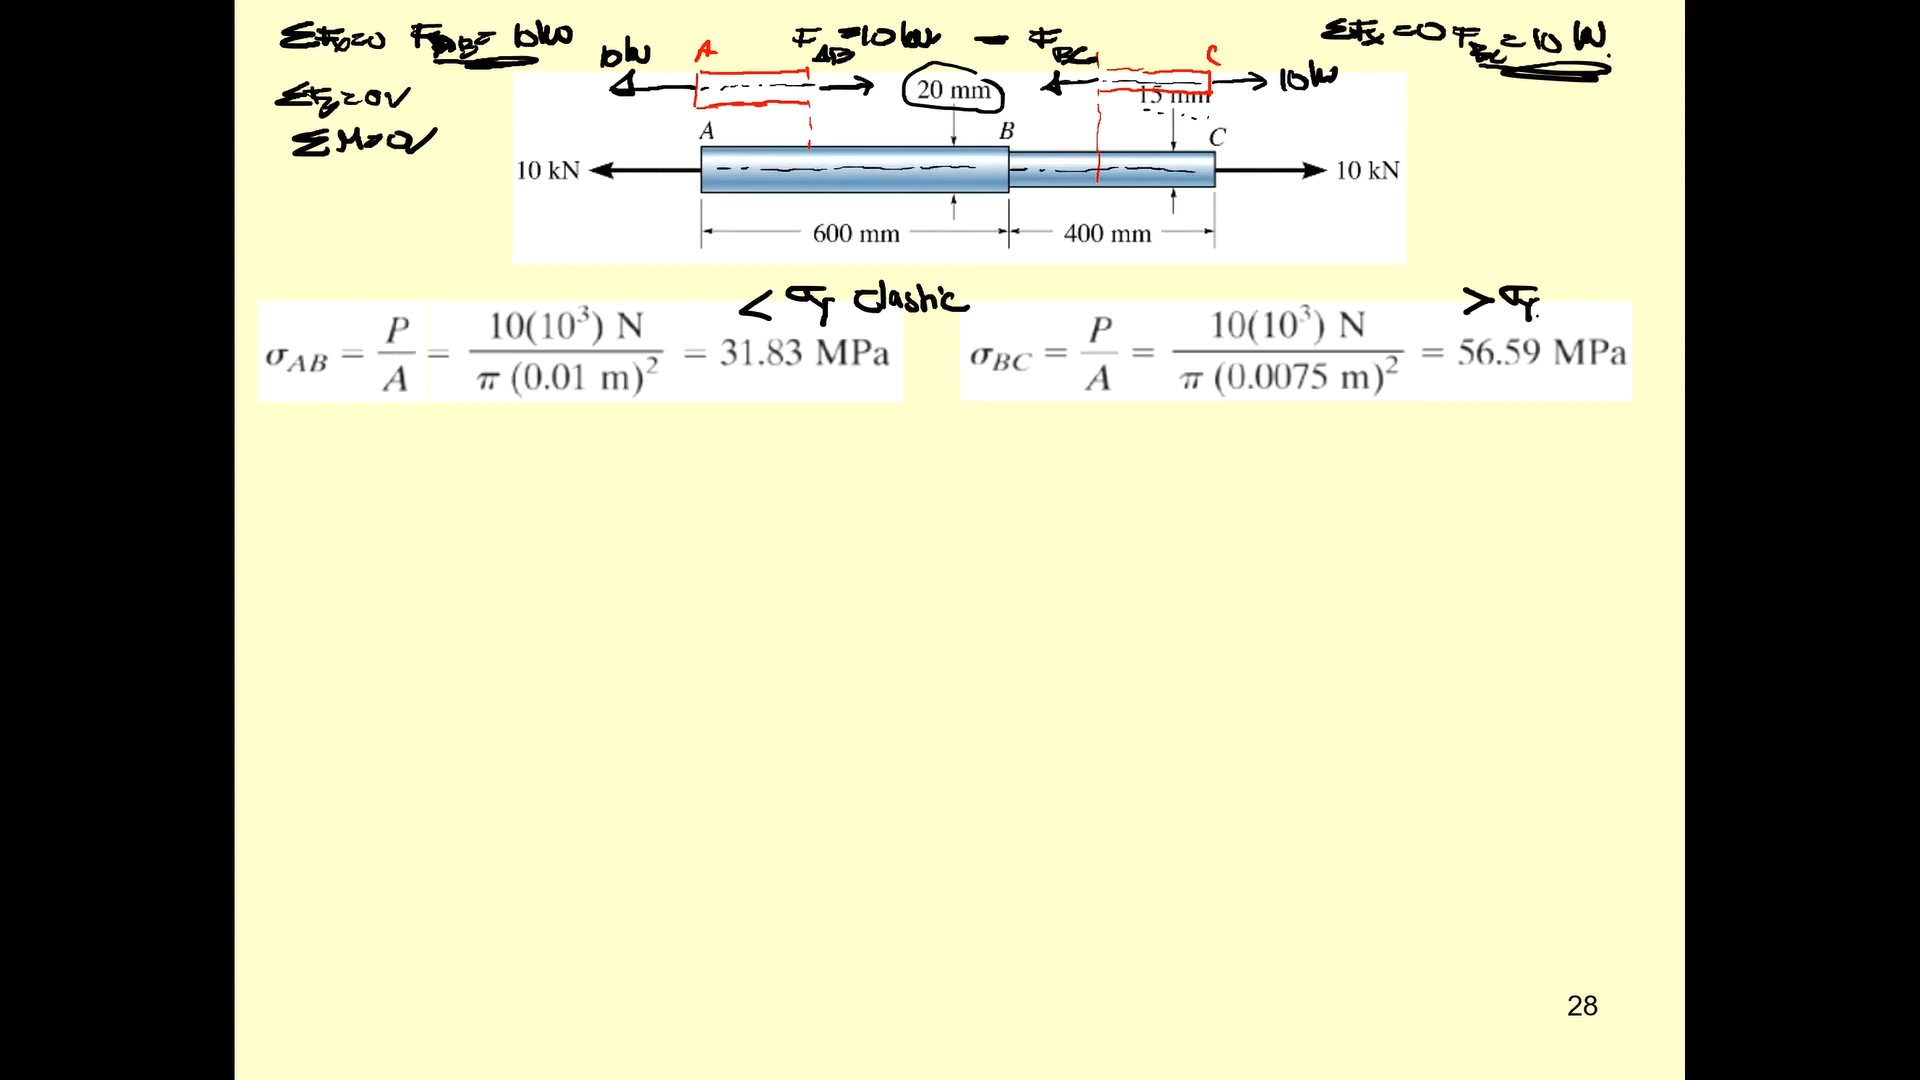 ΣFx=0 FAB= 10kN
ΣFy=0✓
ΣM=0✓
10kN A FAB=10kN - FBC C 10kN
ΣFx=0 FBC=10 kN.
20 mm 15 mm
A B C
10 kN 10 kN
600 mm 400 mm
< σY elastic
σAB = P/A = 10(10³) N / π (0.01 m)² = 31.83 MPa
> σY.
σBC = P/A = 10(10³) N / π (0.0075 m)² = 56.59 MPa
28